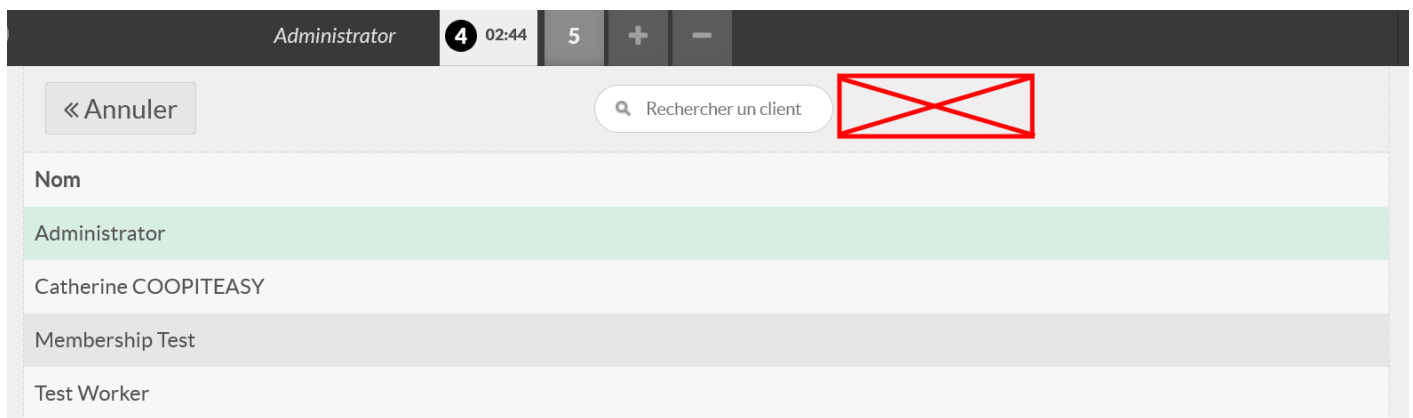 Administrator 4 02:44 5 + −
« Annuler Rechercher un client
Nom
Administrator
Catherine COOPITEASY
Membership Test
Test Worker